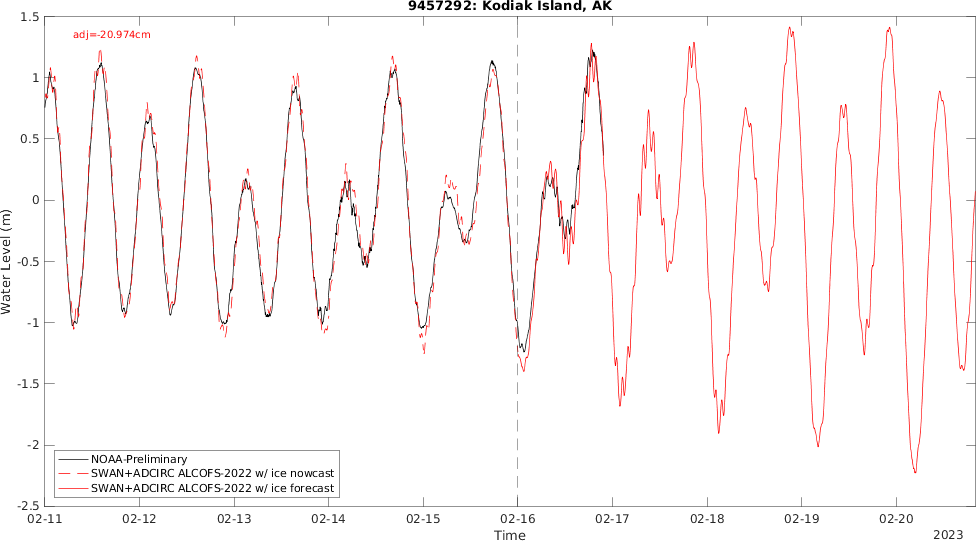 9457292: Kodiak Island, AK
adj=-20.974cm
1.5
1
0.5
0
-0.5
-1
-1.5
-2
-2.5
Water Level (m)
NOAA-Preliminary
SWAN+ADCIRC ALCOFS-2022 w/ ice nowcast
SWAN+ADCIRC ALCOFS-2022 w/ ice forecast
02-11 02-12 02-13 02-14 02-15 02-16 02-17 02-18 02-19 02-20
Time
2023